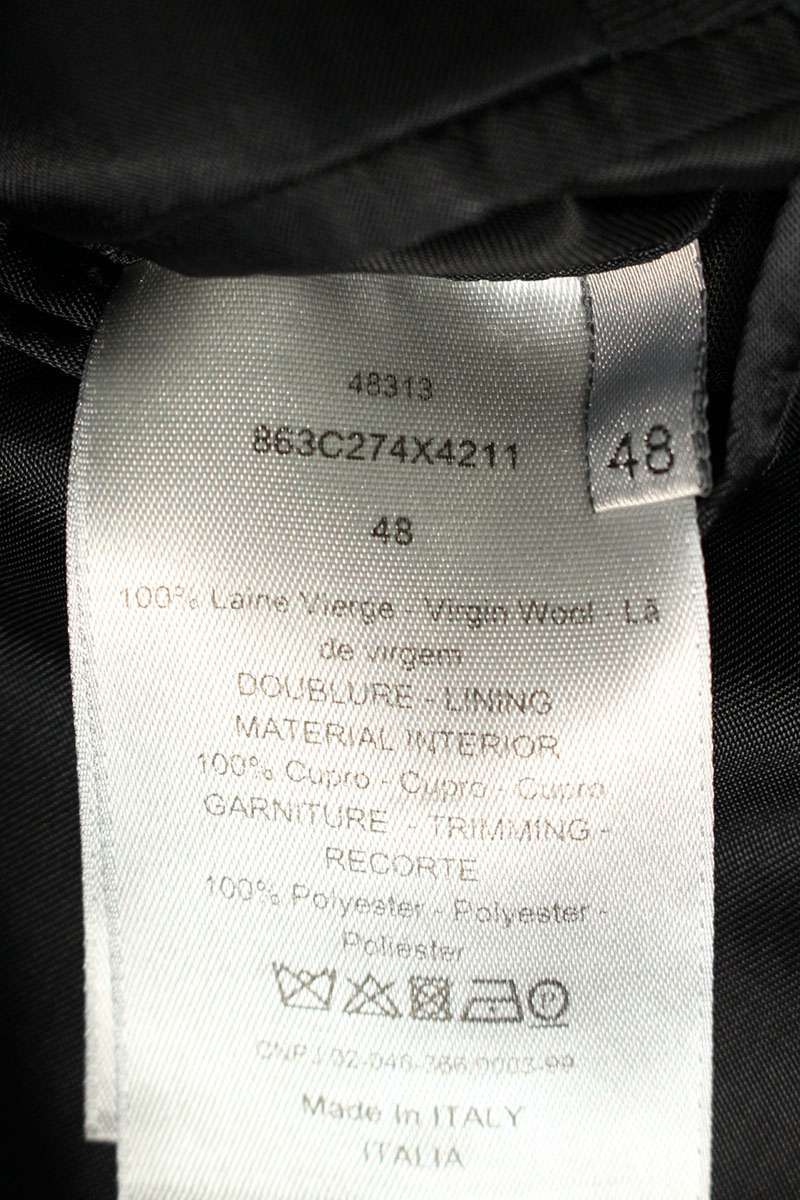 48313
863C274X4211
48
48
100% Laine Vierge - Virgin Wool - Lã
de virgem
DOUBLURE - LINING
MATERIAL INTERIOR
100% Cupro - Cupro - Cupro
GARNITURE - TRIMMING -
RECORTE
100% Polyester - Polyester -
Poliester
P
CNPJ 02-046-366/0003-99
Made In ITALY
ITALIA